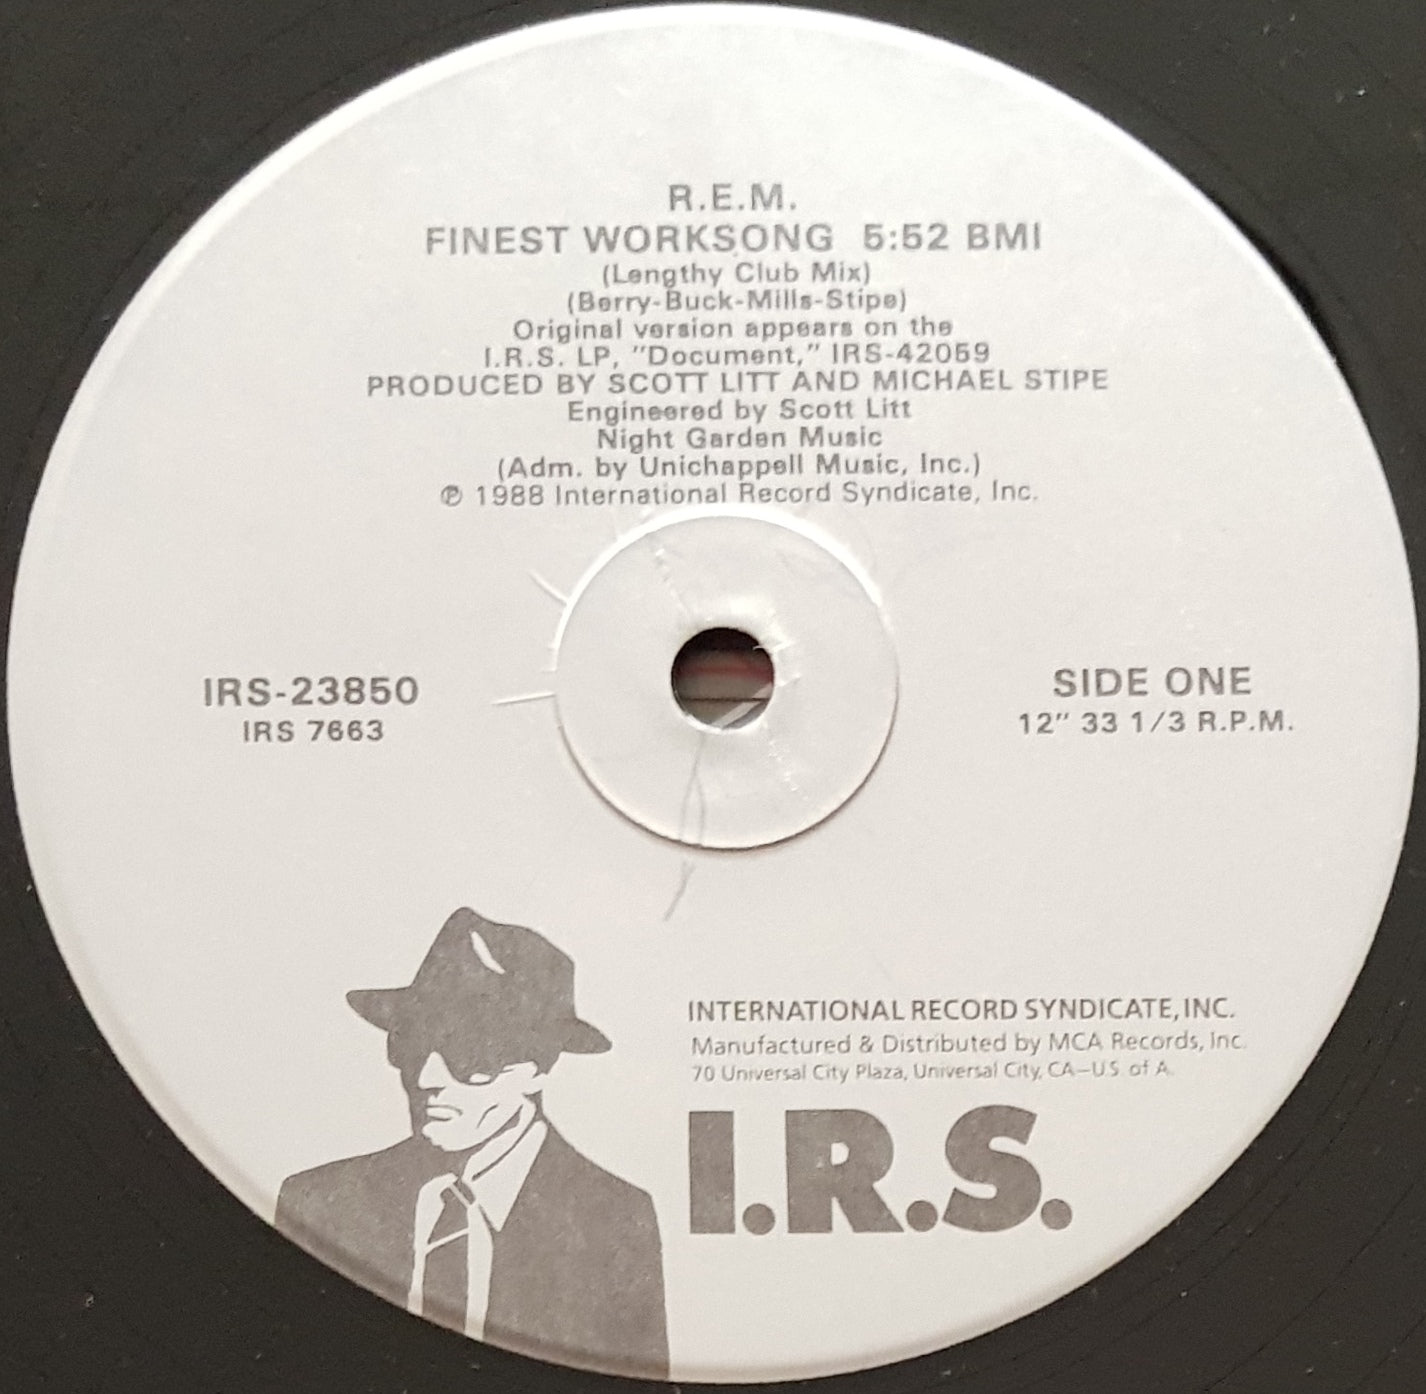 R.E.M.
FINEST WORKSONG 5:52 BMI
(Lengthy Club Mix)
(Berry-Buck-Mills-Stipe)
Original version appears on the
I.R.S. LP, "Document," IRS-42059
PRODUCED BY SCOTT LITT AND MICHAEL STIPE
Engineered by Scott Litt
Night Garden Music
(Adm. by Unichappell Music, Inc.)
℗ 1988 International Record Syndicate, Inc.
IRS-23850
IRS 7663
SIDE ONE
12" 33 1/3 R.P.M.
INTERNATIONAL RECORD SYNDICATE, INC.
Manufactured & Distributed by MCA Records, Inc.
70 Universal City Plaza, Universal City, CA–U.S. of A.
I.R.S.